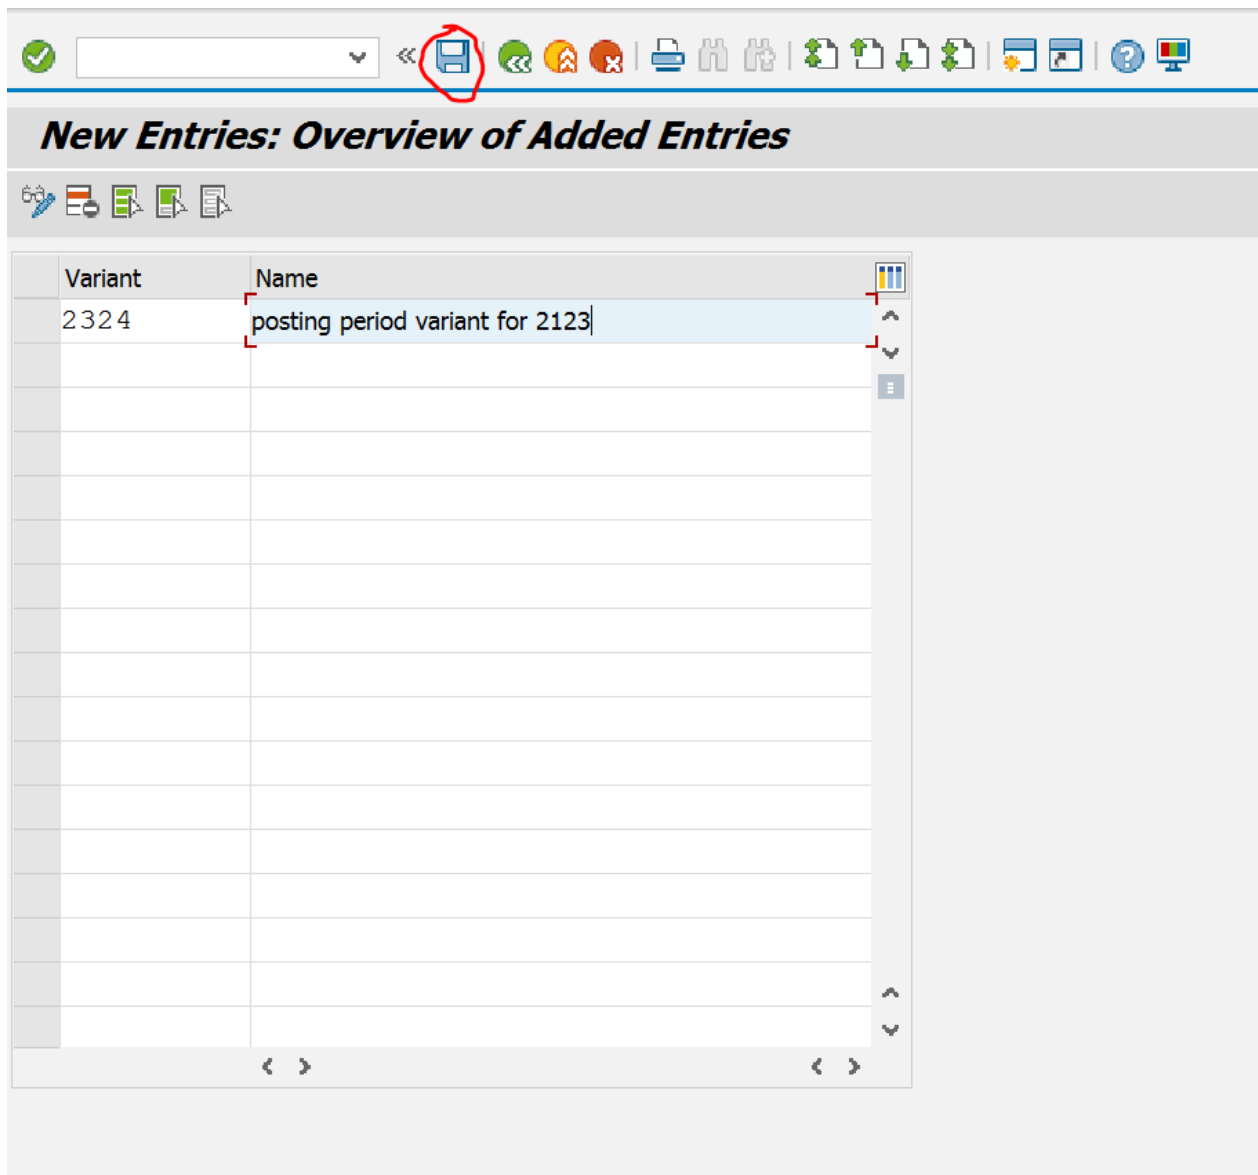 New Entries: Overview of Added Entries
Variant Name
2324 posting period variant for 2123